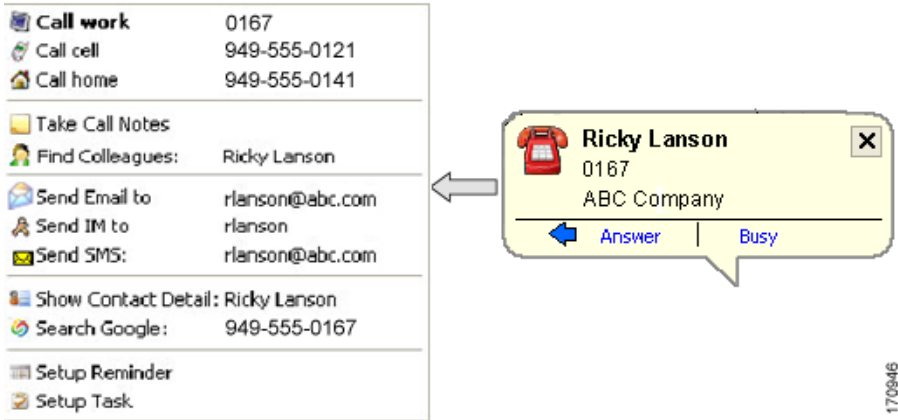 Call work 0167
Call cell 949-555-0121
Call home 949-555-0141
Take Call Notes
Find Colleagues: Ricky Lanson
Send Email to rlanson@abc.com
Send IM to rlanson
Send SMS: rlanson@abc.com
Show Contact Detail: Ricky Lanson
Search Google: 949-555-0167
Setup Reminder
Setup Task
Ricky Lanson
0167
ABC Company
Answer | Busy
170946